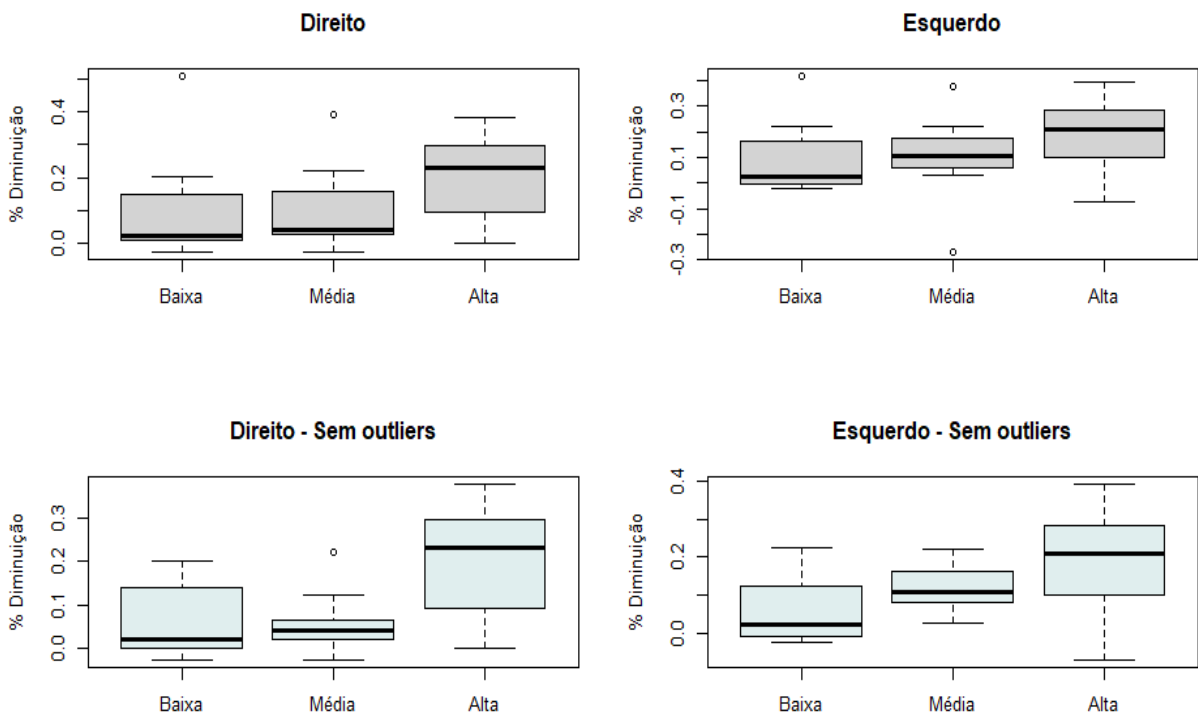 Direito
% Diminuição
0.4
0.2
0.0
Baixa Média Alta
Esquerdo
% Diminuição
0.3
0.1
-0.1
-0.3
Baixa Média Alta
Direito - Sem outliers
% Diminuição
0.3
0.2
0.1
0.0
Baixa Média Alta
Esquerdo - Sem outliers
% Diminuição
0.4
0.2
0.0
Baixa Média Alta